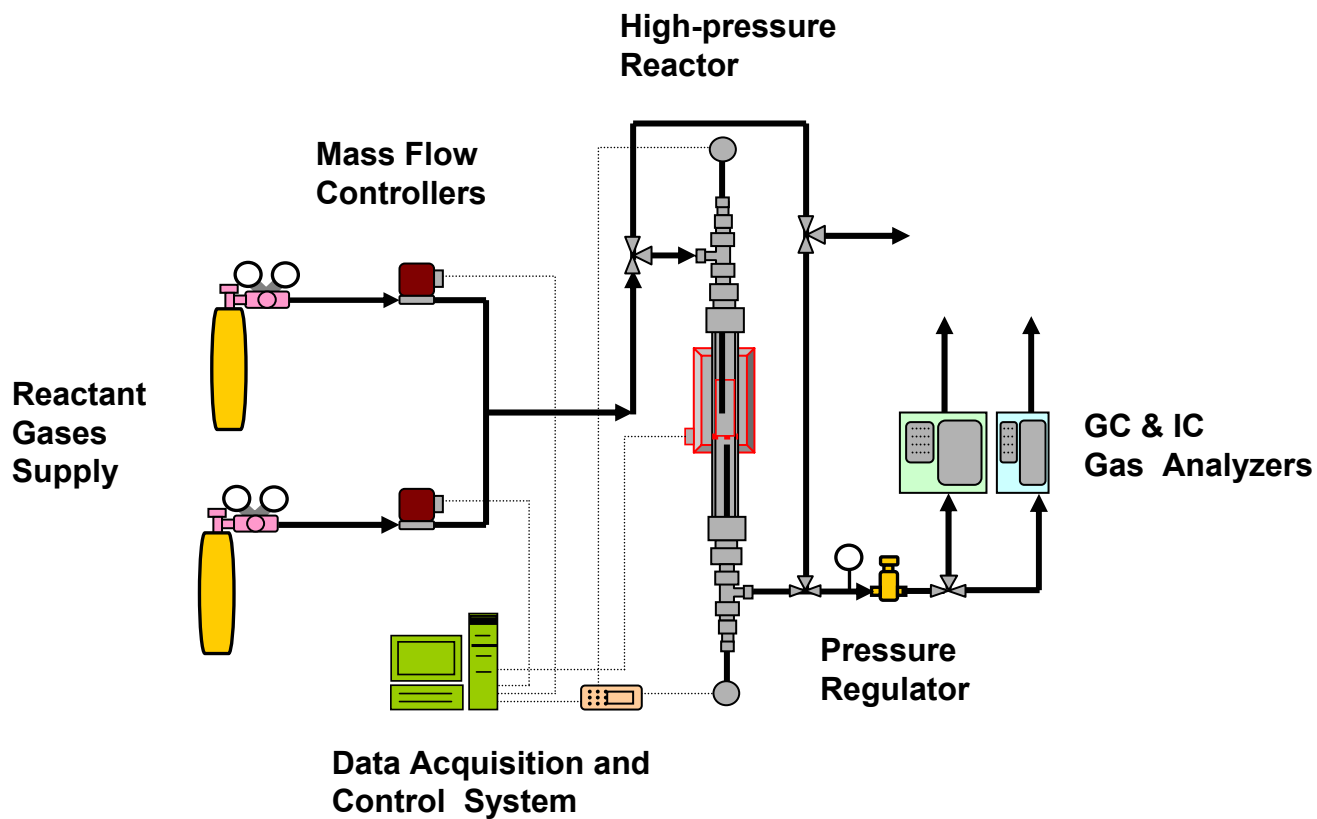 High-pressure
Reactor
Mass Flow
Controllers
Reactant
Gases
Supply
GC & IC
Gas Analyzers
Pressure
Regulator
Data Acquisition and
Control System